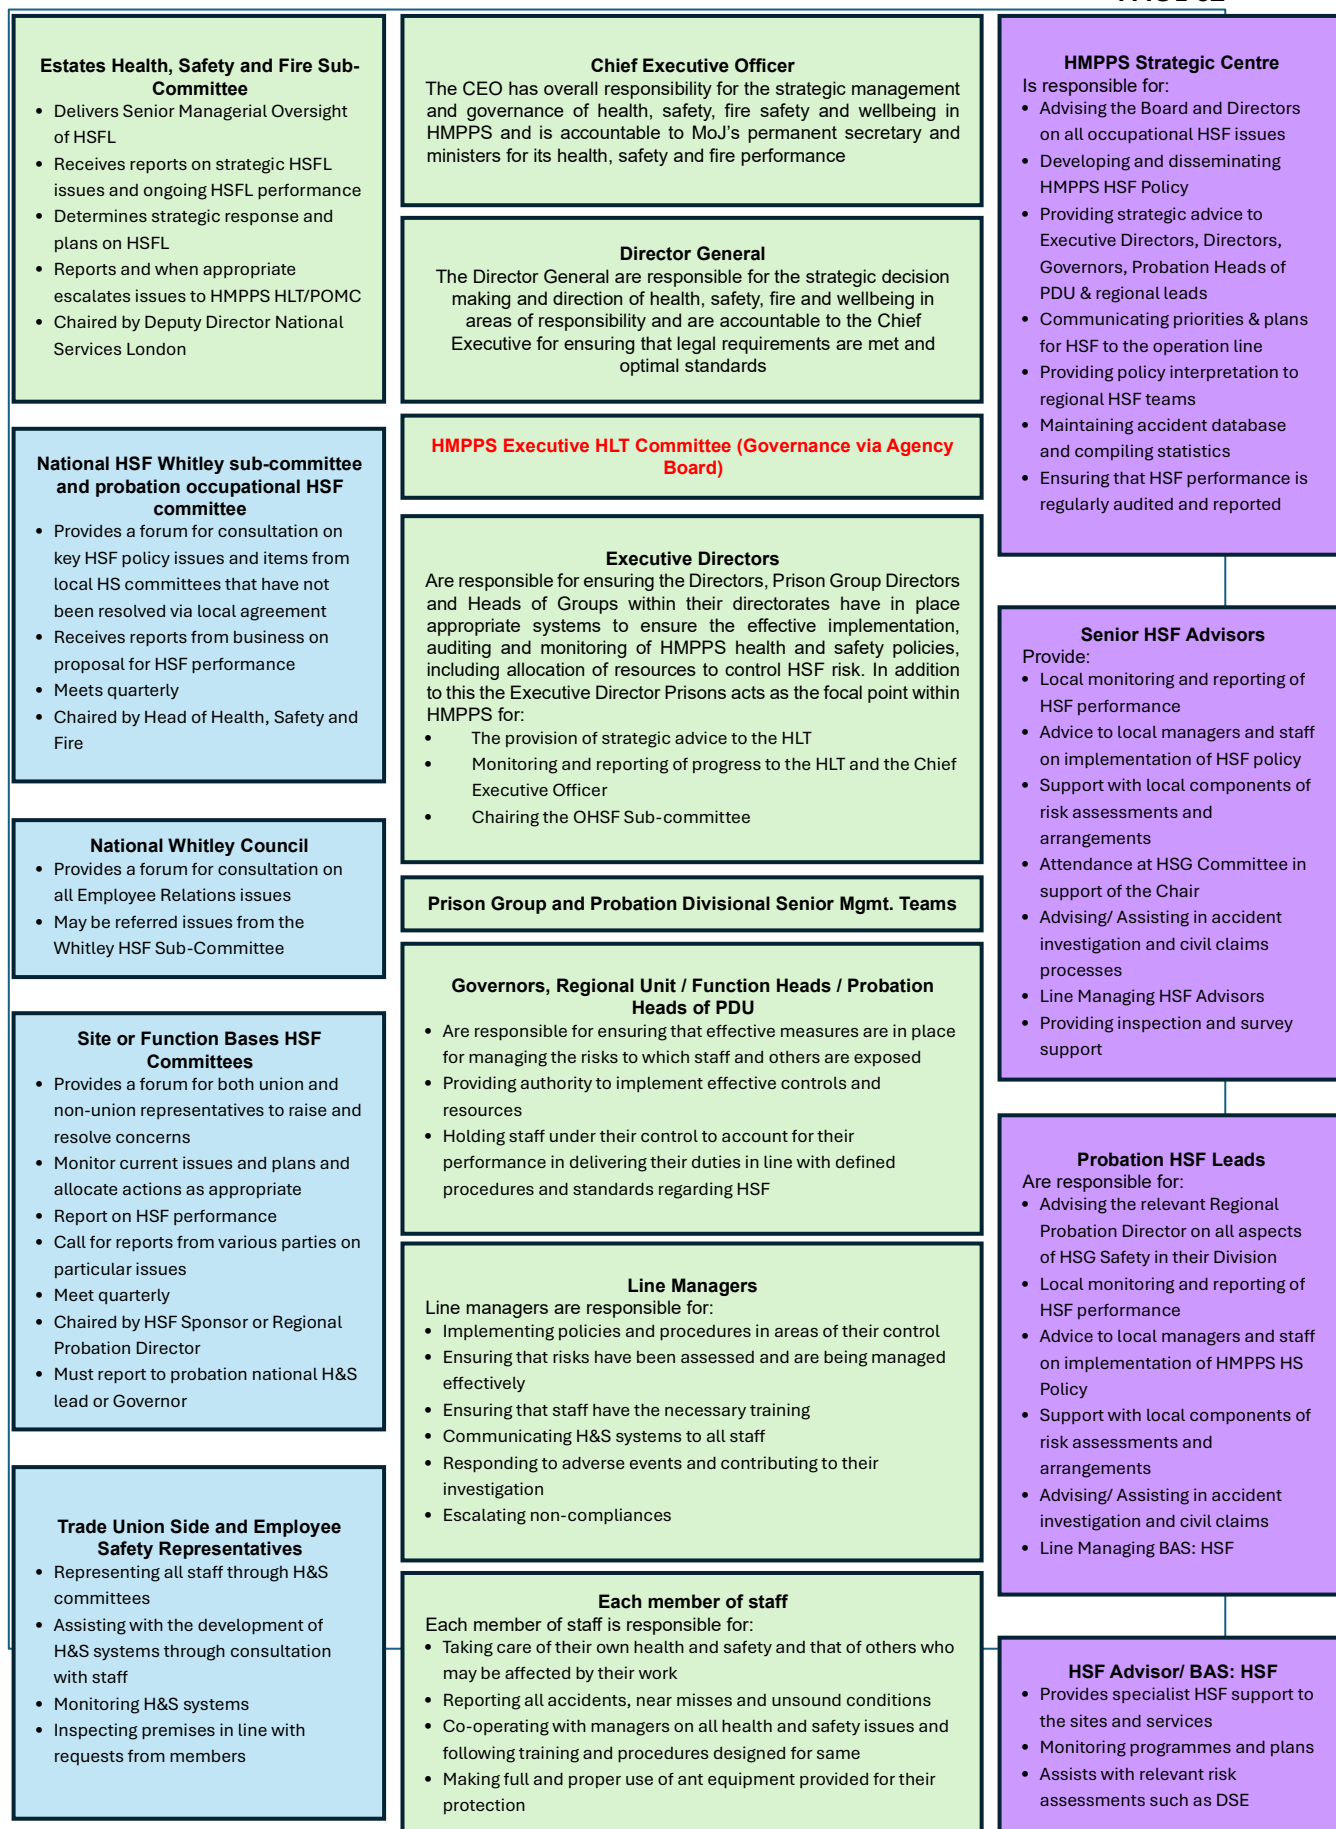 Estates Health, Safety and Fire Sub-
Committee
• Delivers Senior Managerial Oversight
of HSFL
• Receives reports on strategic HSFL
issues and ongoing HSFL performance
• Determines strategic response and
plans on HSFL
• Reports and when appropriate
escalates issues to HMPPS HLT/POMC
• Chaired by Deputy Director National
Services London
National HSF Whitley sub-committee
and probation occupational HSF
committee
• Provides a forum for consultation on
key HSF policy issues and items from
local HS committees that have not
been resolved via local agreement
• Receives reports from business on
proposal for HSF performance
• Meets quarterly
• Chaired by Head of Health, Safety and
Fire
National Whitley Council
• Provides a forum for consultation on
all Employee Relations issues
• May be referred issues from the
Whitley HSF Sub-Committee
Site or Function Bases HSF
Committees
• Provides a forum for both union and
non-union representatives to raise and
resolve concerns
• Monitor current issues and plans and
allocate actions as appropriate
• Report on HSF performance
• Call for reports from various parties on
particular issues
• Meet quarterly
• Chaired by HSF Sponsor or Regional
Probation Director
• Must report to probation national H&S
lead or Governor
Trade Union Side and Employee
Safety Representatives
• Representing all staff through H&S
committees
• Assisting with the development of
H&S systems through consultation
with staff
• Monitoring H&S systems
• Inspecting premises in line with
requests from members
Chief Executive Officer
The CEO has overall responsibility for the strategic management
and governance of health, safety, fire safety and wellbeing in
HMPPS and is accountable to MoJ's permanent secretary and
ministers for its health, safety and fire performance
Director General
The Director General are responsible for the strategic decision
making and direction of health, safety, fire and wellbeing in
areas of responsibility and are accountable to the Chief
Executive for ensuring that legal requirements are met and
optimal standards
HMPPS Executive HLT Committee (Governance via Agency
Board)
Executive Directors
Are responsible for ensuring the Directors, Prison Group Directors
and Heads of Groups within their directorates have in place
appropriate systems to ensure the effective implementation,
auditing and monitoring of HMPPS health and safety policies,
including allocation of resources to control HSF risk. In addition
to this the Executive Director Prisons acts as the focal point within
HMPPS for:
• The provision of strategic advice to the HLT
• Monitoring and reporting of progress to the HLT and the Chief
Executive Officer
• Chairing the OHSF Sub-committee
Prison Group and Probation Divisional Senior Mgmt. Teams
Governors, Regional Unit / Function Heads / Probation
Heads of PDU
• Are responsible for ensuring that effective measures are in place
for managing the risks to which staff and others are exposed
• Providing authority to implement effective controls and
resources
• Holding staff under their control to account for their
performance in delivering their duties in line with defined
procedures and standards regarding HSF
Line Managers
Line managers are responsible for:
• Implementing policies and procedures in areas of their control
• Ensuring that risks have been assessed and are being managed
effectively
• Ensuring that staff have the necessary training
• Communicating H&S systems to all staff
• Responding to adverse events and contributing to their
investigation
• Escalating non-compliances
Each member of staff
Each member of staff is responsible for:
• Taking care of their own health and safety and that of others who
may be affected by their work
• Reporting all accidents, near misses and unsound conditions
• Co-operating with managers on all health and safety issues and
following training and procedures designed for same
• Making full and proper use of ant equipment provided for their
protection
HMPPS Strategic Centre
Is responsible for:
• Advising the Board and Directors
on all occupational HSF issues
• Developing and disseminating
HMPPS HSF Policy
• Providing strategic advice to
Executive Directors, Directors,
Governors, Probation Heads of
PDU & regional leads
• Communicating priorities & plans
for HSF to the operation line
• Providing policy interpretation to
regional HSF teams
• Maintaining accident database
and compiling statistics
• Ensuring that HSF performance is
regularly audited and reported
Senior HSF Advisors
Provide:
• Local monitoring and reporting of
HSF performance
• Advice to local managers and staff
on implementation of HSF policy
• Support with local components of
risk assessments and
arrangements
• Attendance at HSG Committee in
support of the Chair
• Advising/ Assisting in accident
investigation and civil claims
processes
• Line Managing HSF Advisors
• Providing inspection and survey
support
Probation HSF Leads
Are responsible for:
• Advising the relevant Regional
Probation Director on all aspects
of HSG Safety in their Division
• Local monitoring and reporting of
HSF performance
• Advice to local managers and staff
on implementation of HMPPS HS
Policy
• Support with local components of
risk assessments and
arrangements
• Advising/ Assisting in accident
investigation and civil claims
• Line Managing BAS: HSF
HSF Advisor/ BAS: HSF
• Provides specialist HSF support to
the sites and services
• Monitoring programmes and plans
• Assists with relevant risk
assessments such as DSE